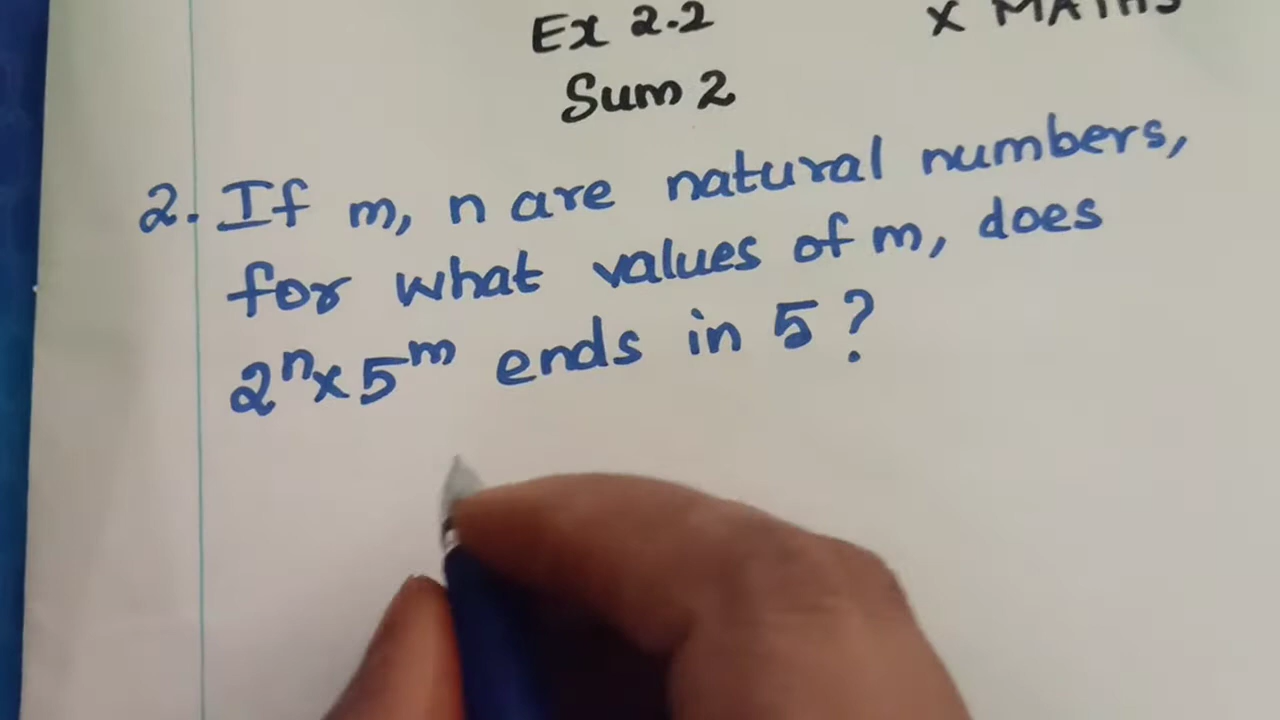 Ex 2.2
X MATHS
Sum 2
2. If m, n are natural numbers,
for what values of m, does
2ⁿ×5ᵐ ends in 5?